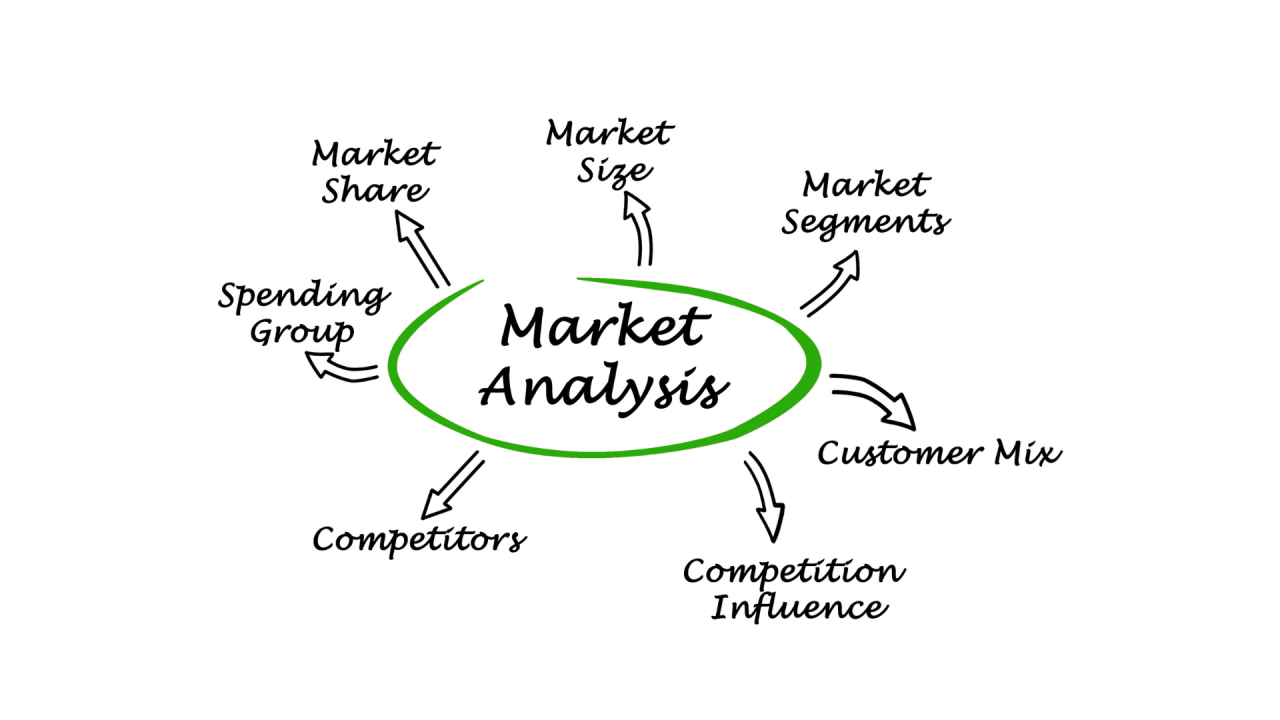 Market
Size
Market
Share
Market
Segments
Spending
Group
Market
Analysis
Customer Mix
Competitors
Competition
Influence